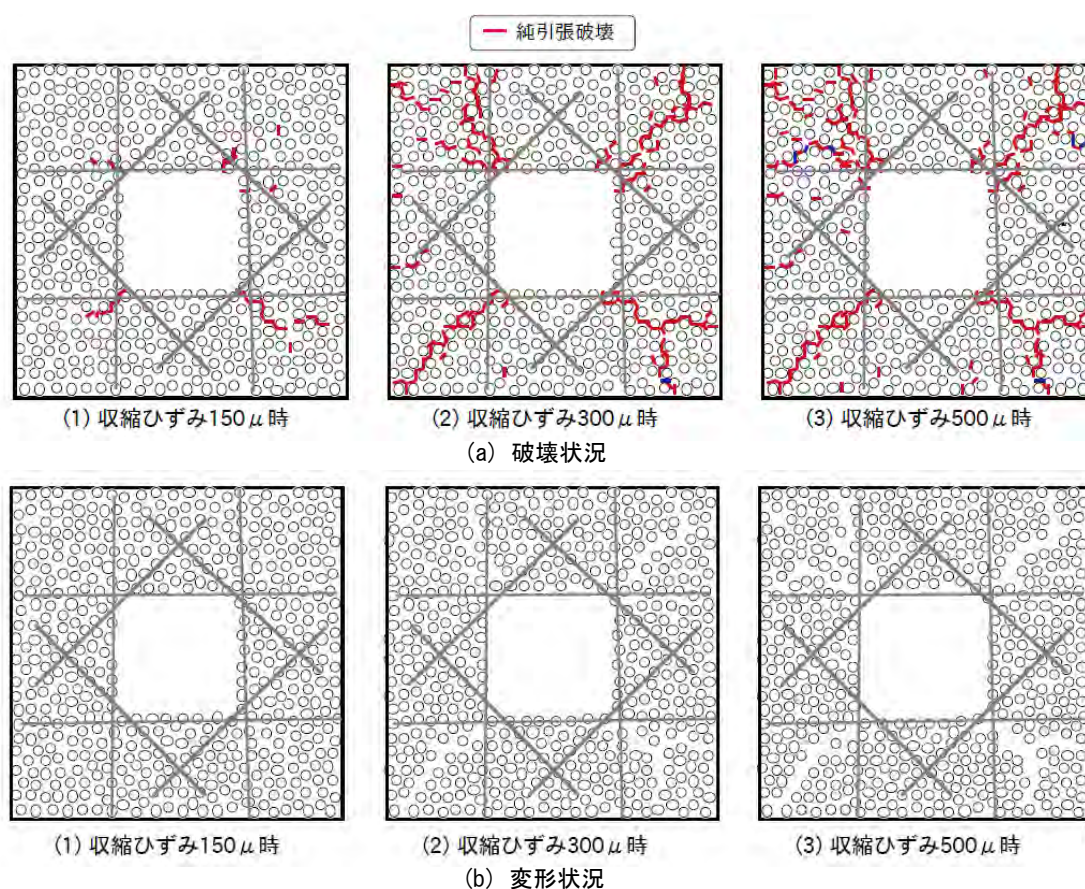 純引張破壊
(1) 収縮ひずみ150μ時
(2) 収縮ひずみ300μ時
(3) 収縮ひずみ500μ時
(a) 破壊状況
(1) 収縮ひずみ150μ時
(2) 収縮ひずみ300μ時
(3) 収縮ひずみ500μ時
(b) 変形状況